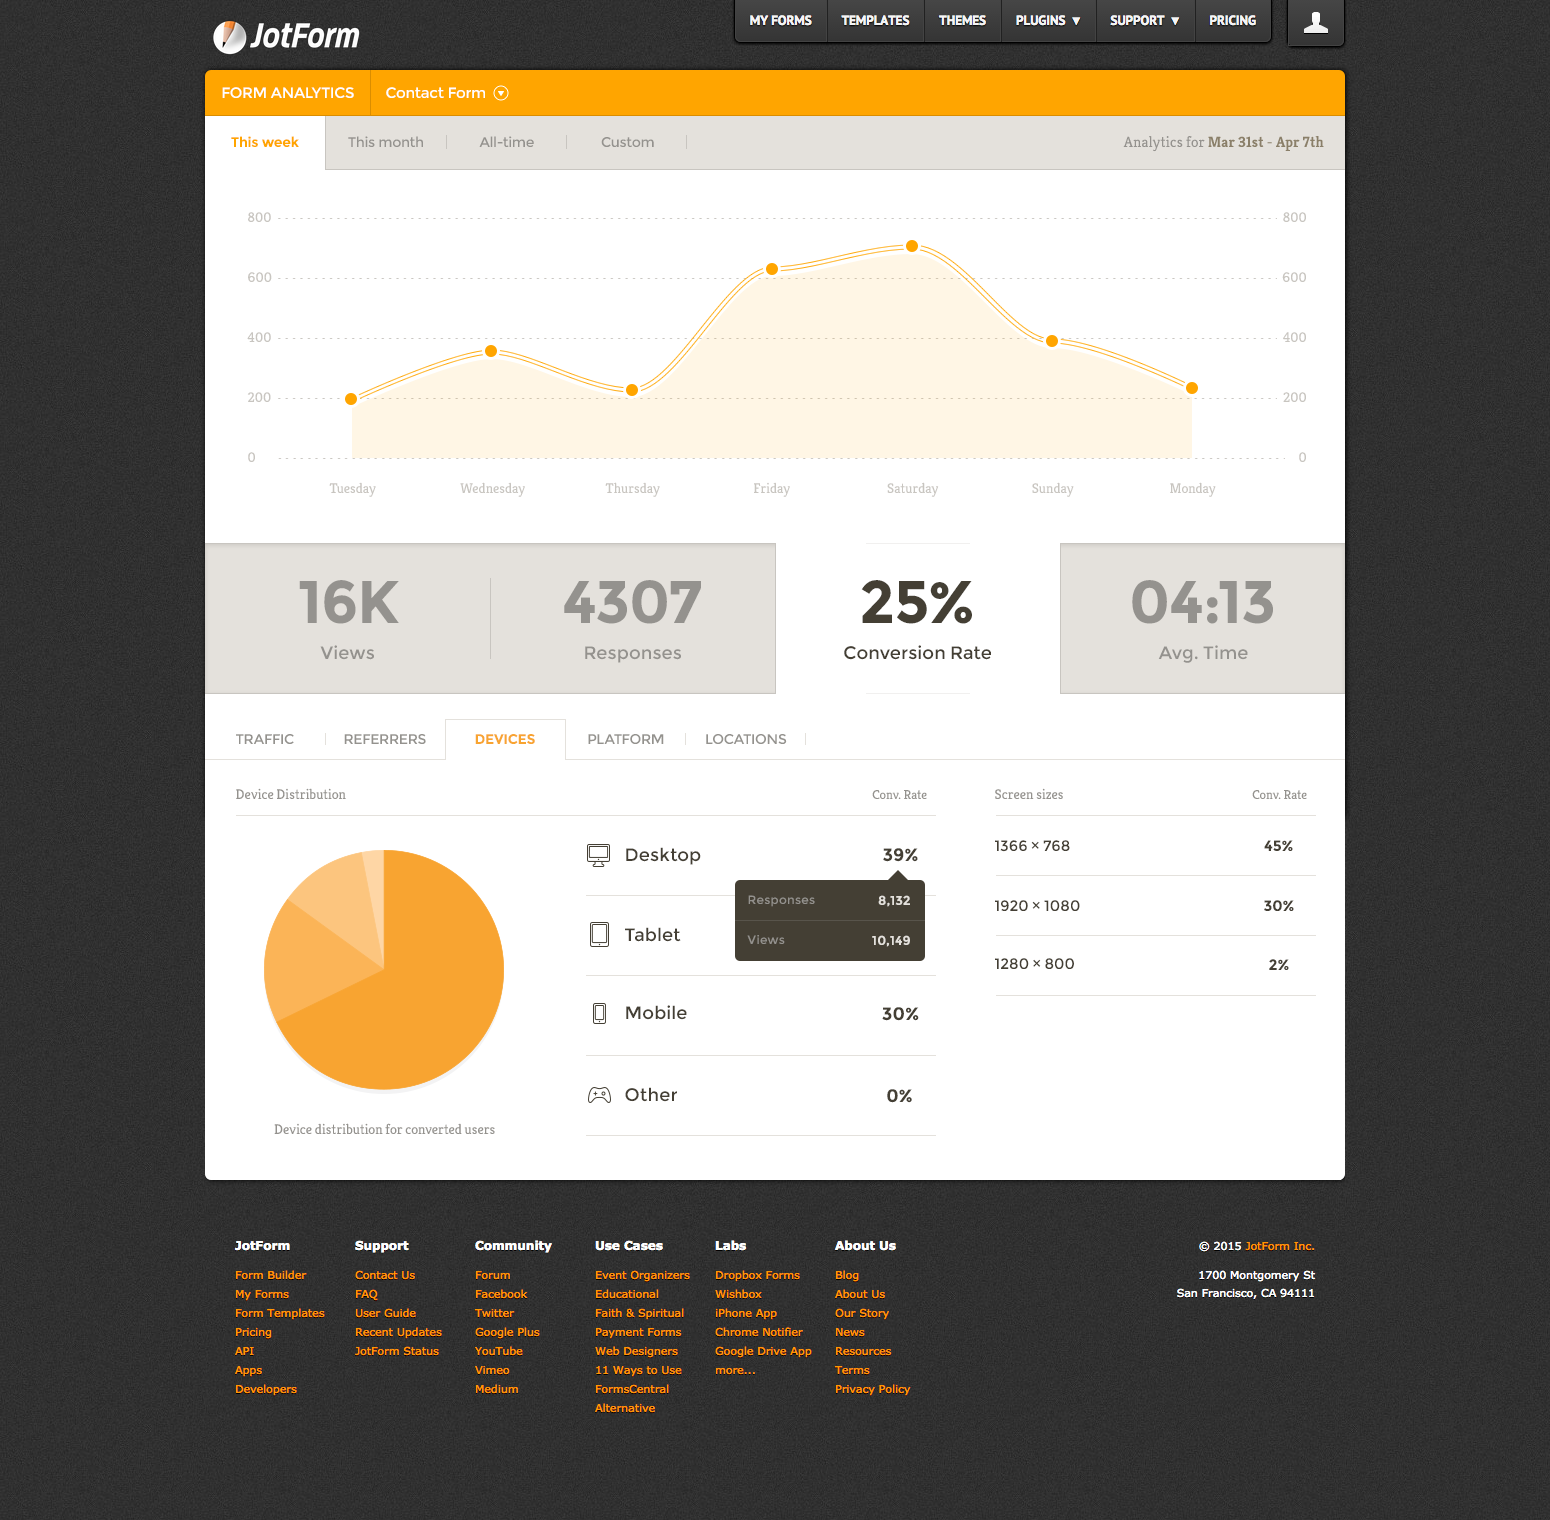 JotForm
MY FORMS TEMPLATES THEMES PLUGINS ▼ SUPPORT ▼ PRICING
FORM ANALYTICS Contact Form
This week This month All-time Custom Analytics for Mar 31st - Apr 7th
800 800
600 600
400 400
200 200
0 0
Tuesday Wednesday Thursday Friday Saturday Sunday Monday
16K 4307 25% 04:13
Views Responses Conversion Rate Avg. Time
TRAFFIC REFERRERS DEVICES PLATFORM LOCATIONS
Device Distribution Conv. Rate
Desktop 39%
Responses 8,132
Tablet
Views 10,149
Mobile 30%
Other 0%
Device distribution for converted users
Screen sizes Conv. Rate
1366 × 768 45%
1920 × 1080 30%
1280 × 800 2%
JotForm
Form Builder
My Forms
Form Templates
Pricing
API
Apps
Developers
Support
Contact Us
FAQ
User Guide
Recent Updates
JotForm Status
Community
Forum
Facebook
Twitter
Google Plus
YouTube
Vimeo
Medium
Use Cases
Event Organizers
Educational
Faith & Spiritual
Payment Forms
Web Designers
11 Ways to Use
FormsCentral
Alternative
Labs
Dropbox Forms
Wishbox
iPhone App
Chrome Notifier
Google Drive App
more...
About Us
Blog
About Us
Our Story
News
Resources
Terms
Privacy Policy
© 2015 JotForm Inc.
1700 Montgomery St
San Francisco, CA 94111